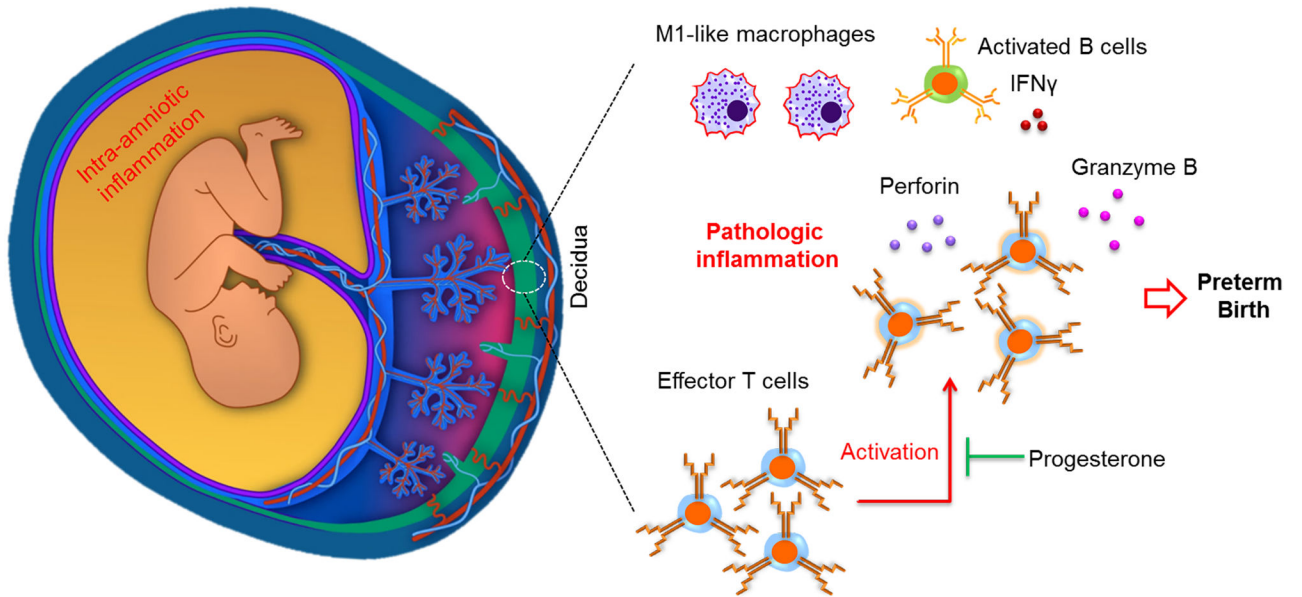 Intra-amniotic
inflammation
Decidua
M1-like macrophages
Activated B cells
IFNγ
Perforin
Granzyme B
Pathologic
inflammation
Preterm
Birth
Effector T cells
Activation
Progesterone